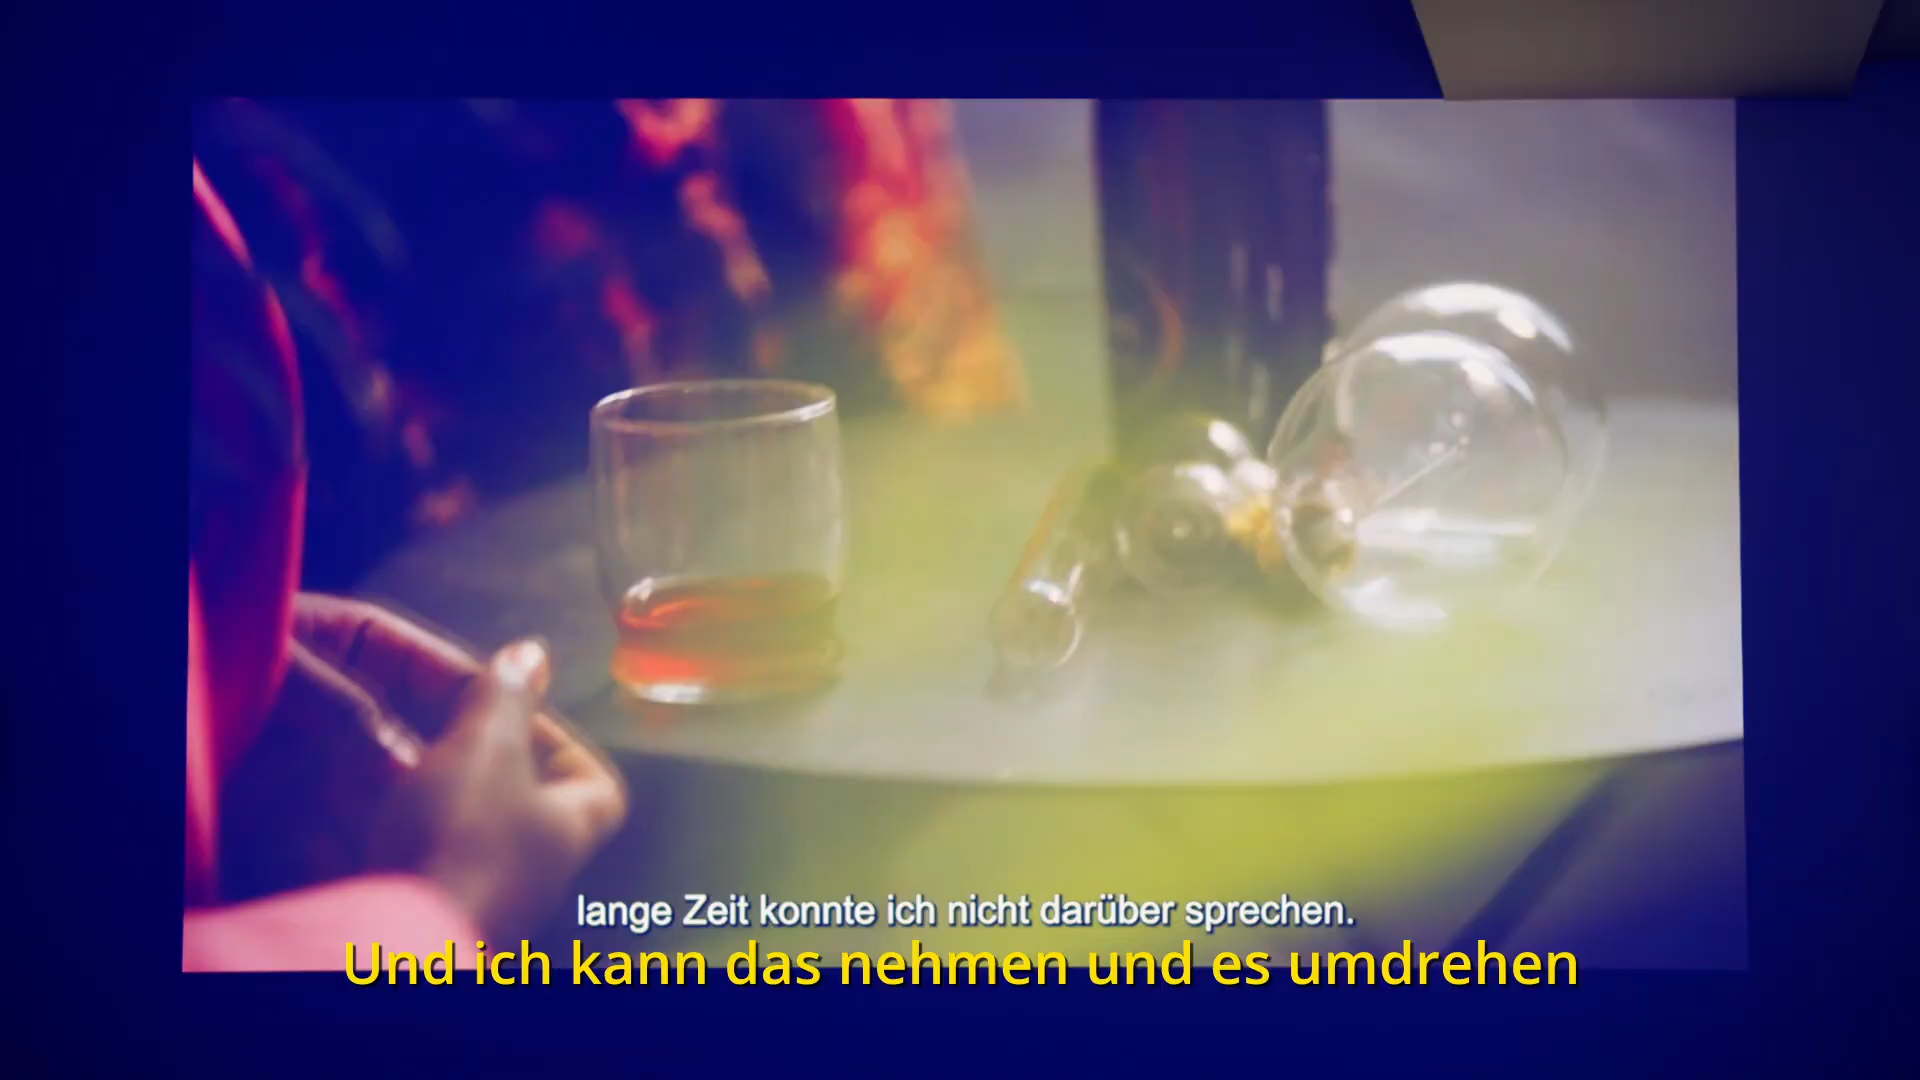 lange Zeit konnte ich nicht darüber sprechen.
Und ich kann das nehmen und es umdrehen